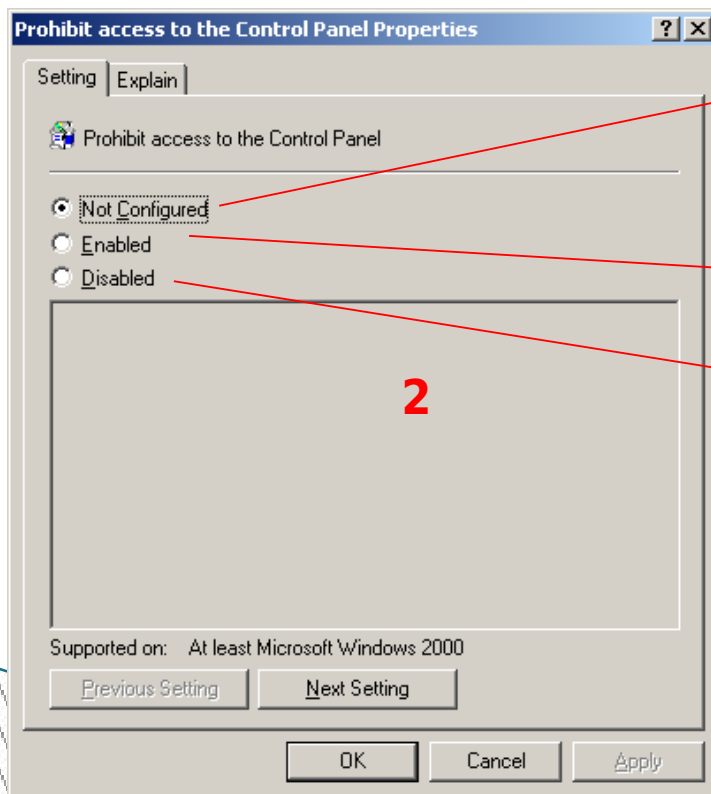 Prohibit access to the Control Panel Properties
Setting Explain
Prohibit access to the Control Panel
Not Configured
Enabled
Disabled
2
Supported on: At least Microsoft Windows 2000
Previous Setting Next Setting
OK Cancel Apply